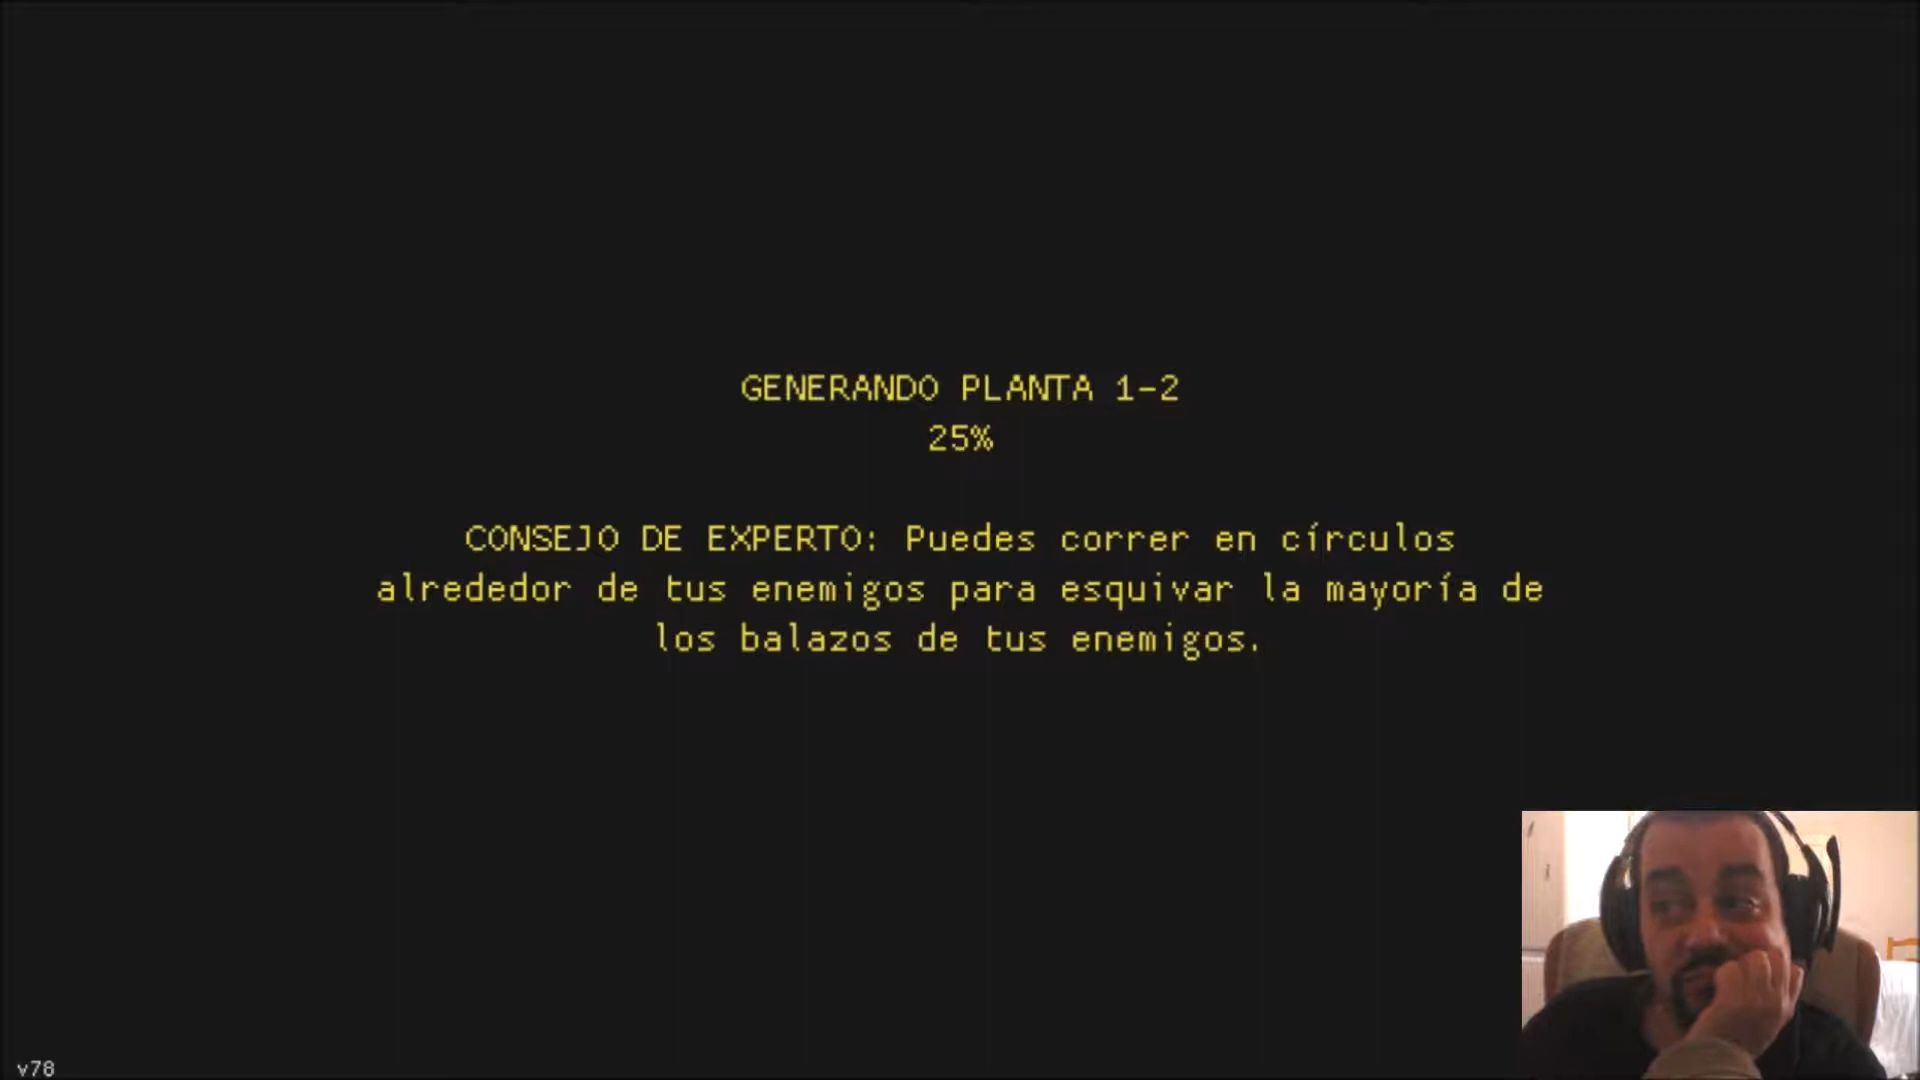 GENERANDO PLANTA 1-2
25%
CONSEJO DE EXPERTO: Puedes correr en círculos
alrededor de tus enemigos para esquivar la mayoría de
los balazos de tus enemigos.
v78